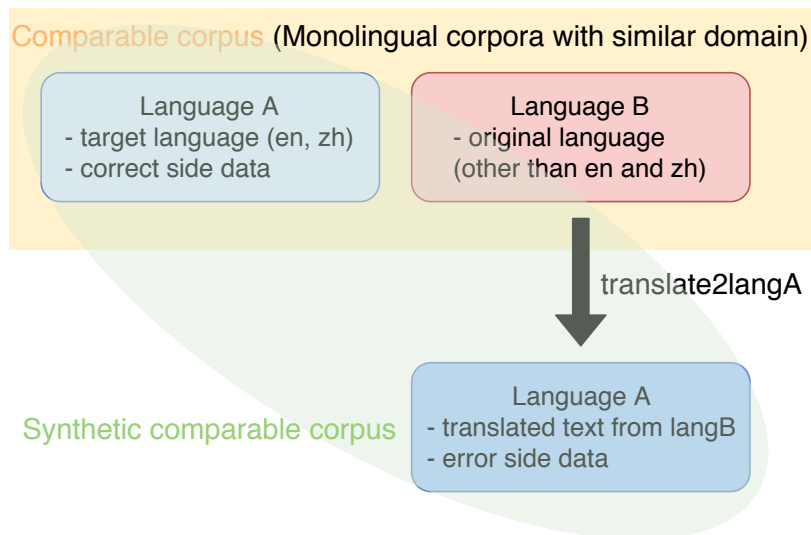 Comparable corpus (Monolingual corpora with similar domain)
Language A
- target language (en, zh)
- correct side data
Language B
- original language
(other than en and zh)
translate2langA
Language A
- translated text from langB
- error side data
Synthetic comparable corpus